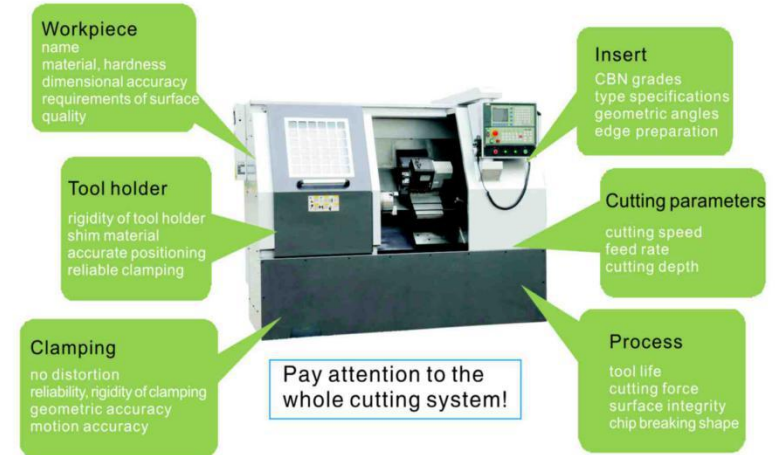 Workpiece
name
material, hardness
dimensional accuracy
requirements of surface
quality
Insert
CBN grades
type specifications
geometric angles
edge preparation
Tool holder
rigidity of tool holder
shim material
accurate positioning
reliable clamping
Cutting parameters
cutting speed
feed rate
cutting depth
Clamping
no distortion
reliability, rigidity of clamping
geometric accuracy
motion accuracy
Pay attention to the
whole cutting system!
Process
tool life
cutting force
surface integrity
chip breaking shape